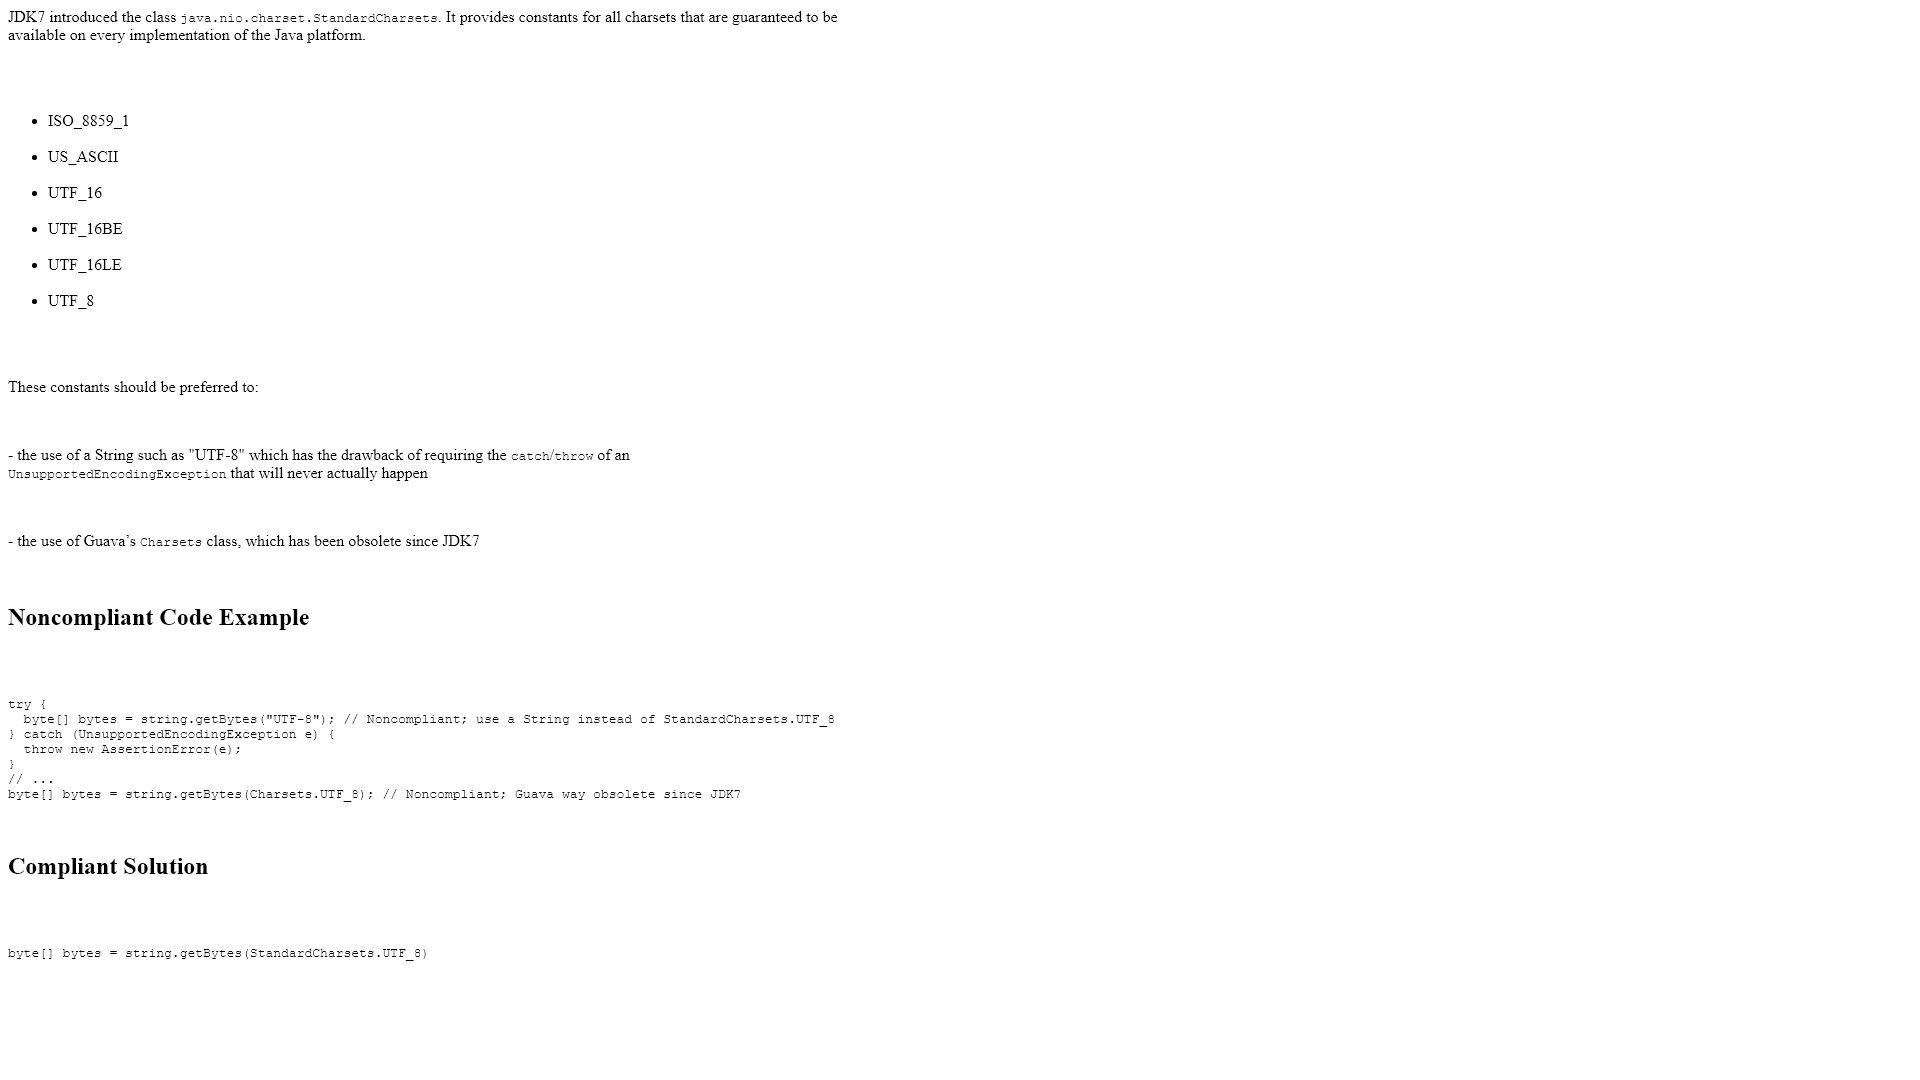 JDK7 introduced the class java.nio.charset.StandardCharsets. It provides constants for all charsets that are guaranteed to be
available on every implementation of the Java platform.
• ISO_8859_1
• US_ASCII
• UTF_16
• UTF_16BE
• UTF_16LE
• UTF_8
These constants should be preferred to:
- the use of a String such as "UTF-8" which has the drawback of requiring the catch/throw of an
UnsupportedEncodingException that will never actually happen
- the use of Guava’s Charsets class, which has been obsolete since JDK7
Noncompliant Code Example
try {
  byte[] bytes = string.getBytes("UTF-8"); // Noncompliant; use a String instead of StandardCharsets.UTF_8
} catch (UnsupportedEncodingException e) {
  throw new AssertionError(e);
}
// ...
byte[] bytes = string.getBytes(Charsets.UTF_8); // Noncompliant; Guava way obsolete since JDK7
Compliant Solution
byte[] bytes = string.getBytes(StandardCharsets.UTF_8)